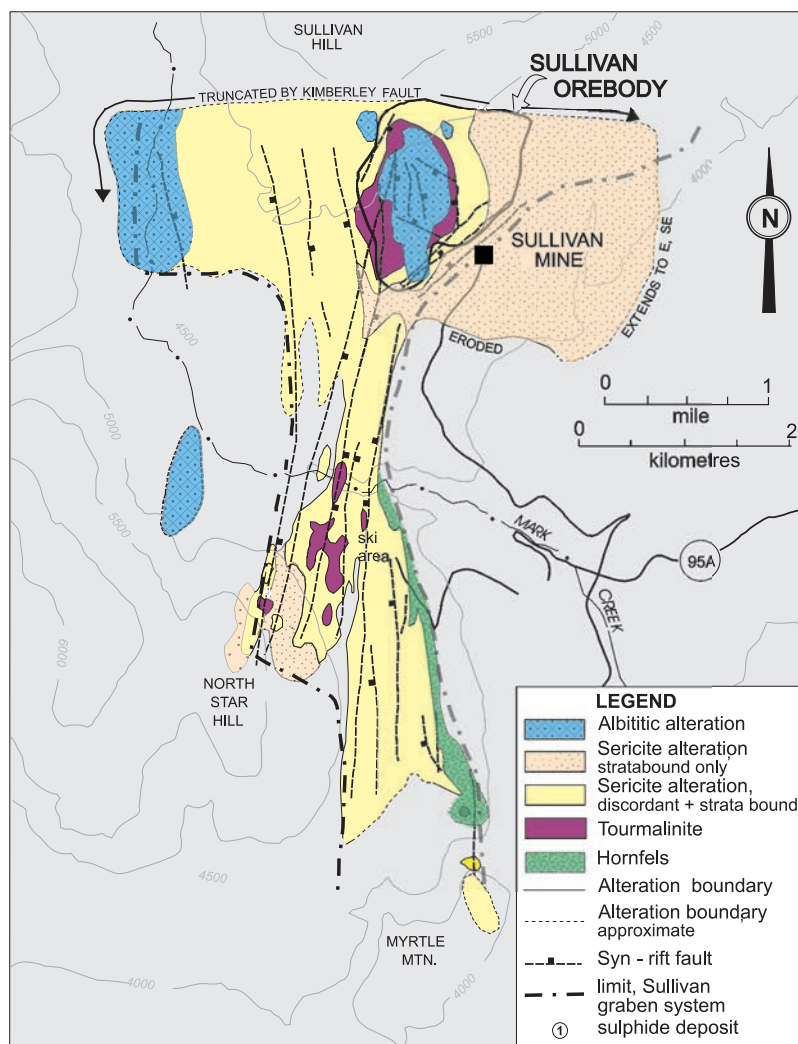 SULLIVAN
HILL
5500
5000
4500
SULLIVAN
OREBODY
TRUNCATED BY KIMBERLEY FAULT
4000
N
SULLIVAN
MINE
EXTENDS TO E, SE
ERODED
4500
0 1
mile
0 2
kilometres
5000
5500
MARK
CREEK
95A
ski
area
6000
NORTH
STAR
HILL
4500
4000
MYRTLE
MTN.
4000
LEGEND
Albititic alteration
Sericite alteration
stratabound only'
Sericite alteration,
discordant + strata bound
Tourmalinite
Hornfels
Alteration boundary
Alteration boundary
approximate
Syn - rift fault
limit, Sullivan
graben system
1 sulphide deposit